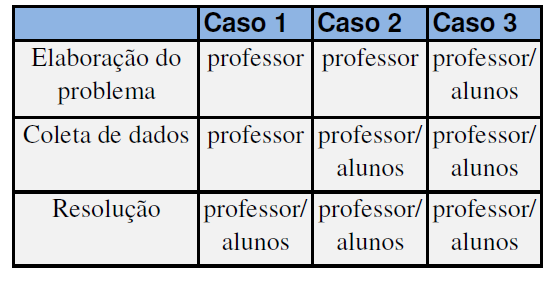 Caso 1 Caso 2 Caso 3
Elaboração do professor professor professor/
problema alunos
Coleta de dados professor professor/ professor/
alunos alunos
Resolução professor/ professor/ professor/
alunos alunos alunos